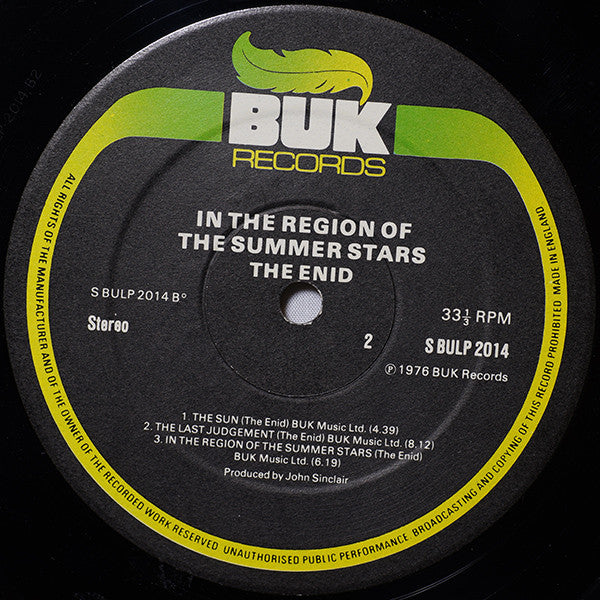 BUK
RECORDS
IN THE REGION OF
THE SUMMER STARS
THE ENID
S BULP 2014 Bº
Stereo
33⅓ RPM
2
S BULP 2014
℗ 1976 BUK Records
1. THE SUN (The Enid) BUK Music Ltd. (4.39)
2. THE LAST JUDGEMENT (The Enid) BUK Music Ltd. (8.12)
3. IN THE REGION OF THE SUMMER STARS (The Enid)
BUK Music Ltd. (6.19)
Produced by John Sinclair
ALL RIGHTS OF THE MANUFACTURER AND OF THE OWNER OF THE RECORDED WORK RESERVED. UNAUTHORISED PUBLIC PERFORMANCE, BROADCASTING AND COPYING OF THIS RECORD PROHIBITED MADE IN ENGLAND